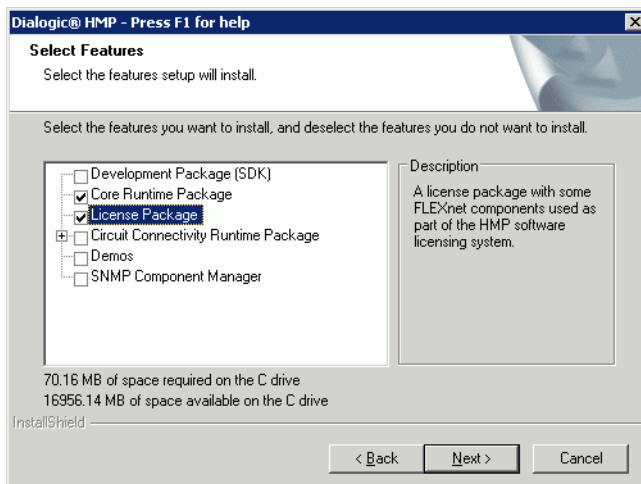 Dialogic® HMP - Press F1 for help
Select Features
Select the features setup will install.
Select the features you want to install, and deselect the features you do not want to install.
Development Package (SDK)
Core Runtime Package
License Package
Circuit Connectivity Runtime Package
Demos
SNMP Component Manager
Description
A license package with some
FLEXnet components used as
part of the HMP software
licensing system.
70.16 MB of space required on the C drive
16956.14 MB of space available on the C drive
InstallShield
< Back
Next >
Cancel